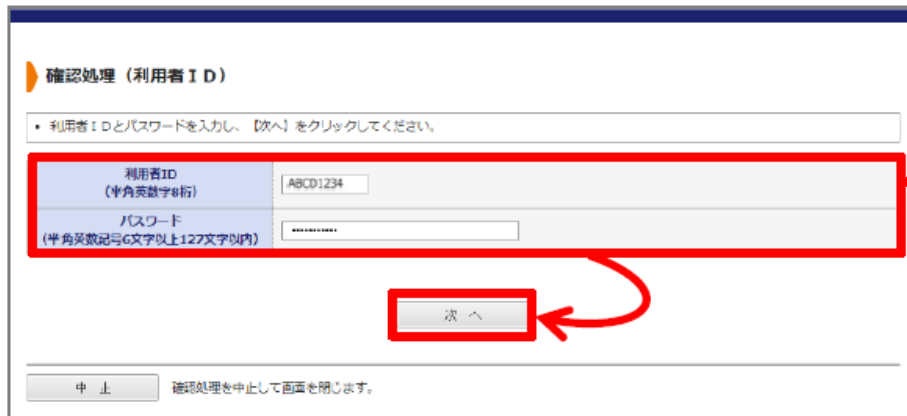 確認処理（利用者ＩＤ）
• 利用者ＩＤとパスワードを入力し、【次へ】をクリックしてください。
利用者ID
（半角英数字8桁）
ABCD1234
パスワード
（半角英数記号6文字以上127文字以内）
•••••••••••
次 へ
中 止
確認処理を中止して画面を閉じます。